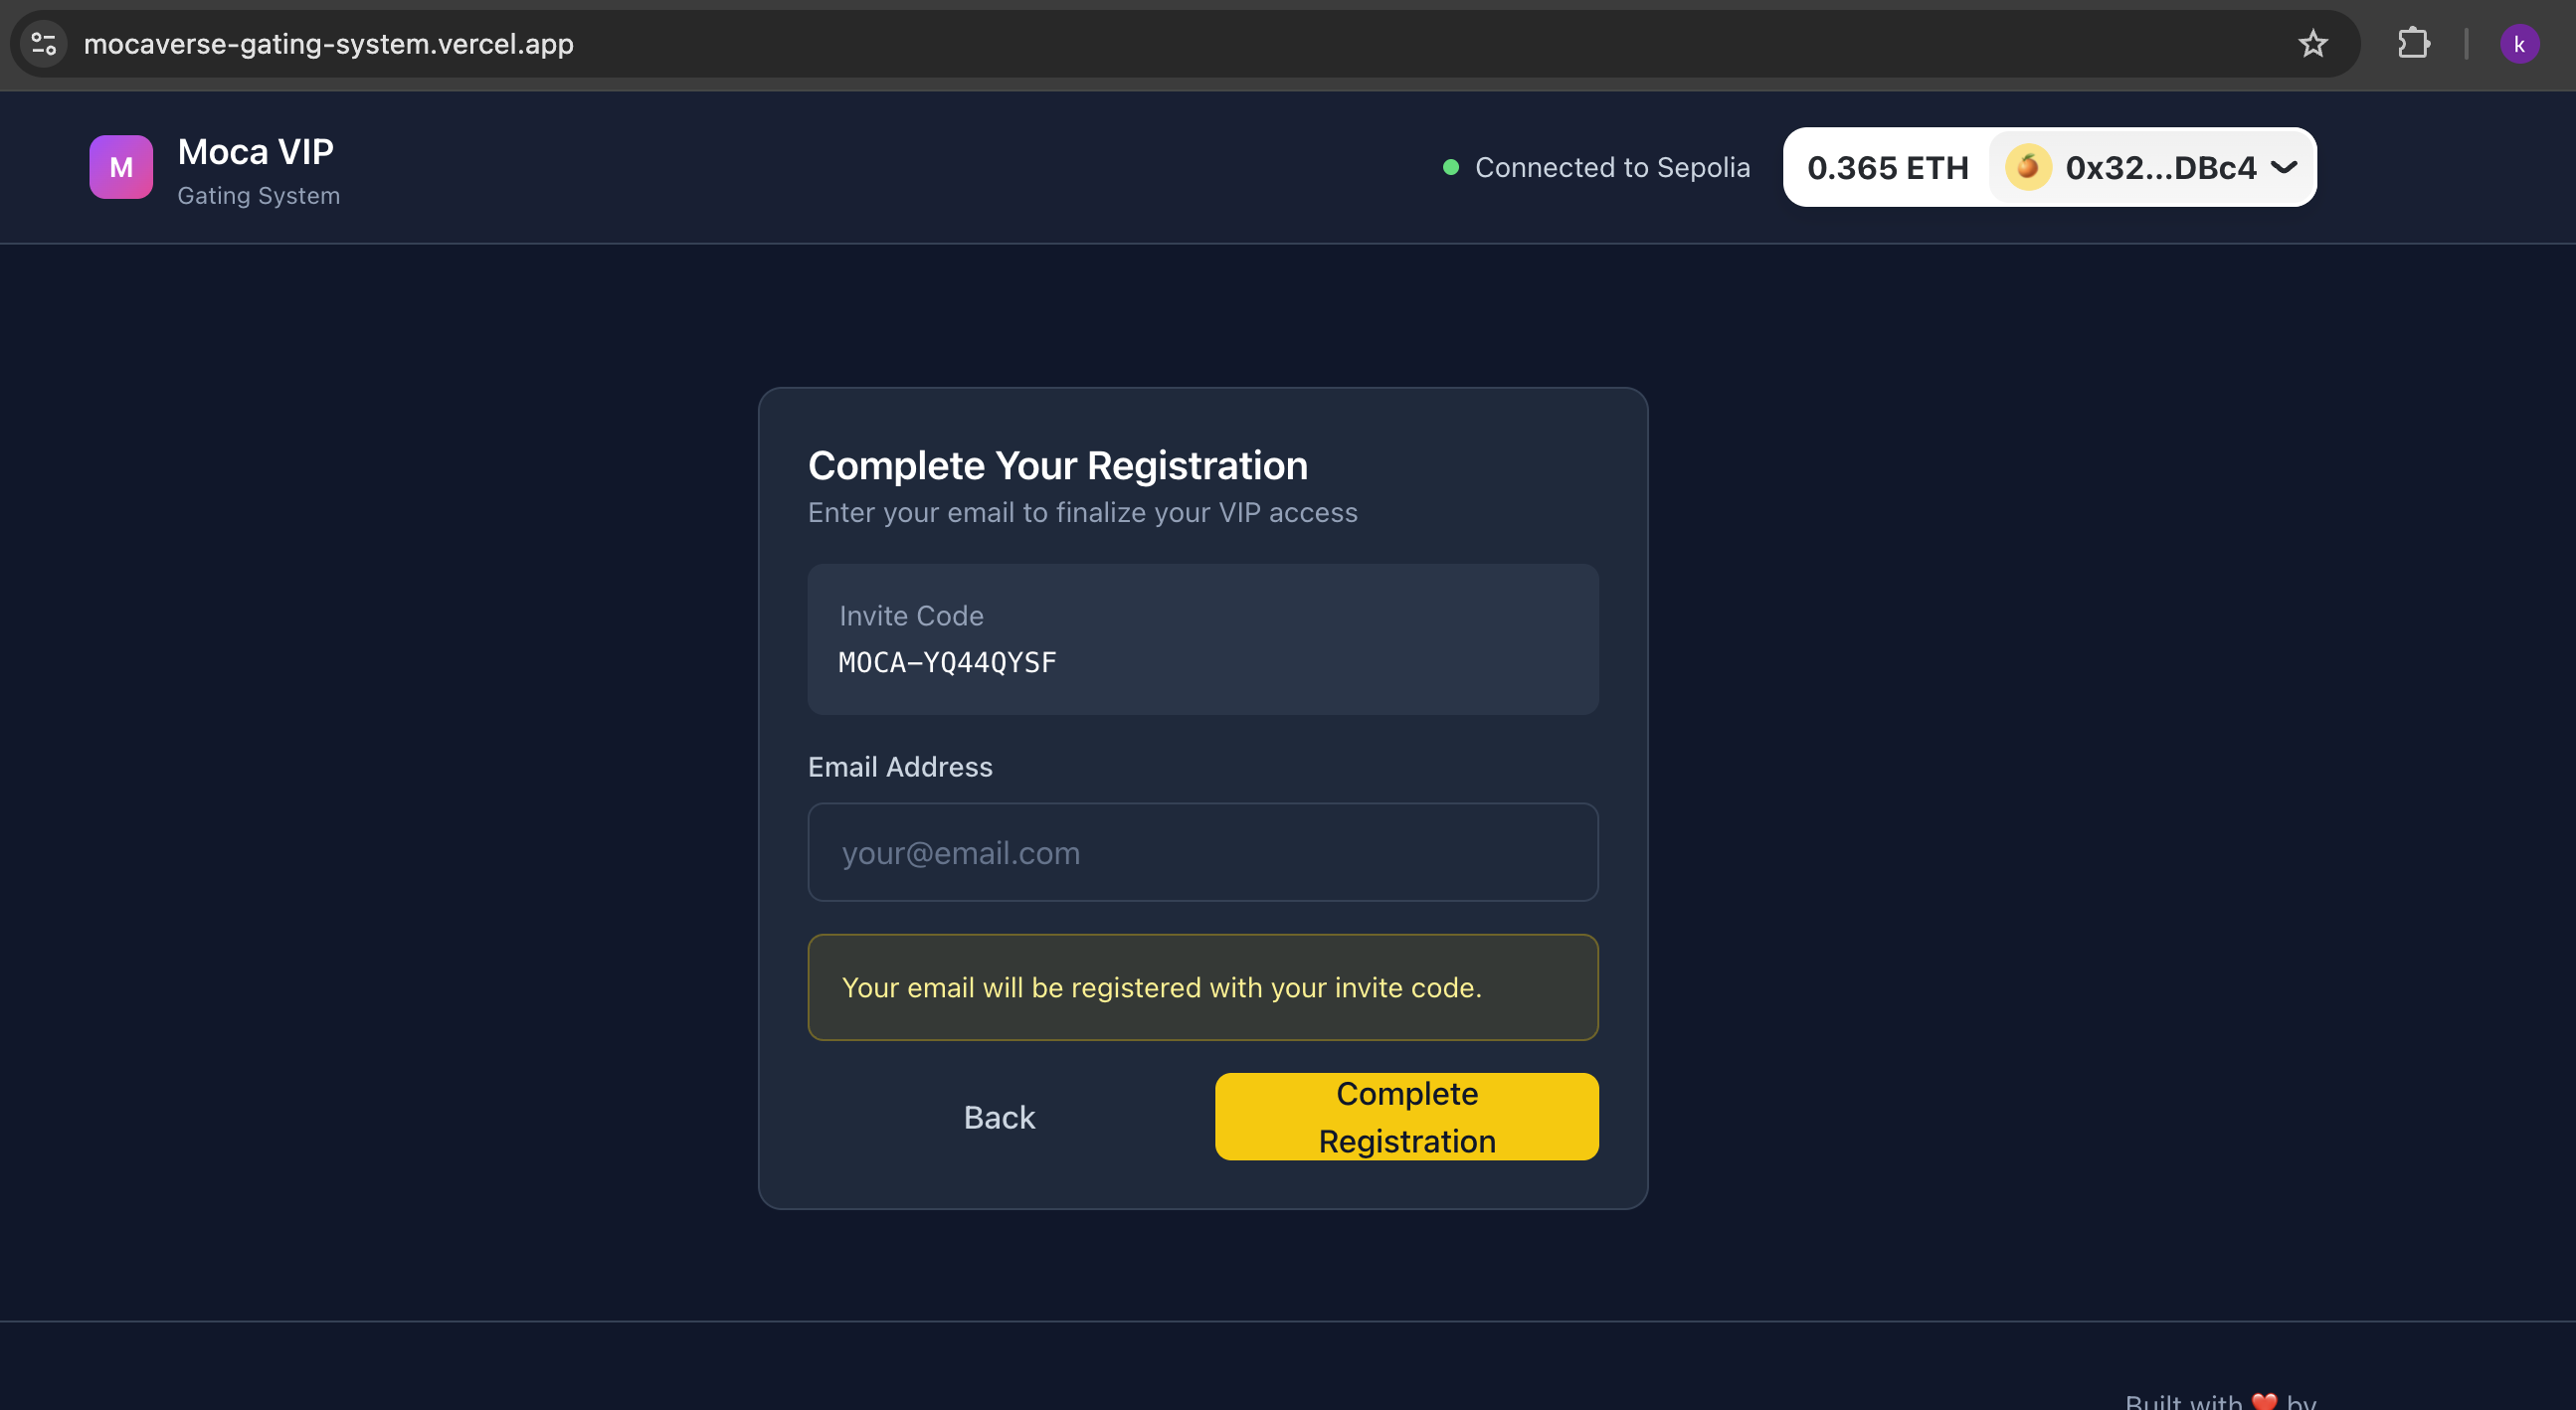 mocaverse-gating-system.vercel.app
k
M
Moca VIP
Gating System
Connected to Sepolia
0.365 ETH
0x32...DBc4
Complete Your Registration
Enter your email to finalize your VIP access
Invite Code
MOCA-YQ44QYSF
Email Address
your@email.com
Your email will be registered with your invite code.
Back
Complete
Registration
Built with ❤️ by